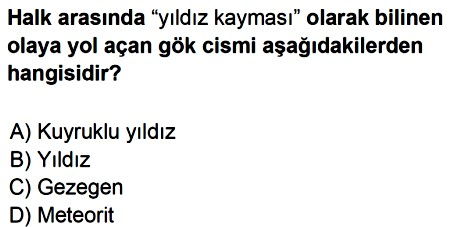 Halk arasında “yıldız kayması” olarak bilinen
olaya yol açan gök cismi aşağıdakilerden
hangisidir?
A) Kuyruklu yıldız
B) Yıldız
C) Gezegen
D) Meteorit